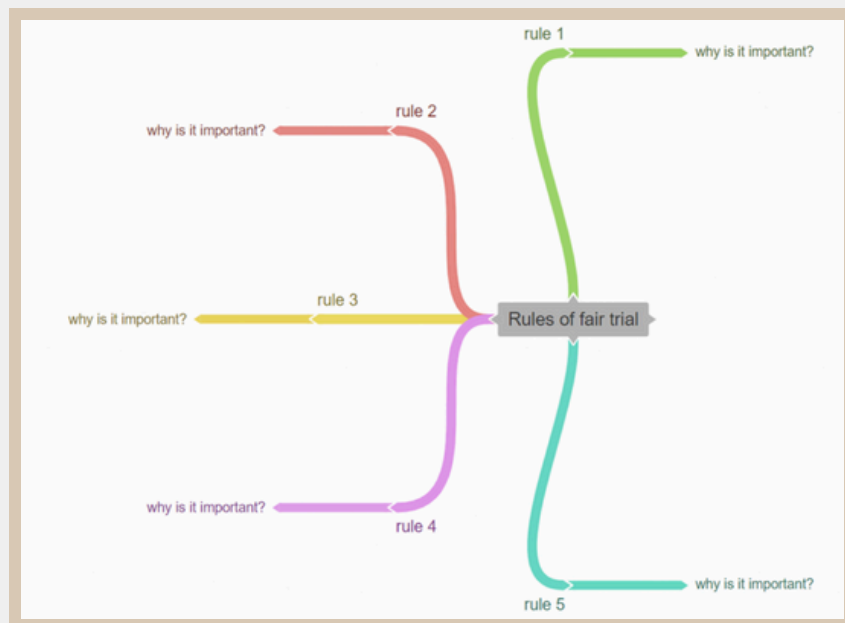 rule 1
why is it important?
rule 2
why is it important?
rule 3
why is it important?
Rules of fair trial
why is it important?
rule 4
why is it important?
rule 5